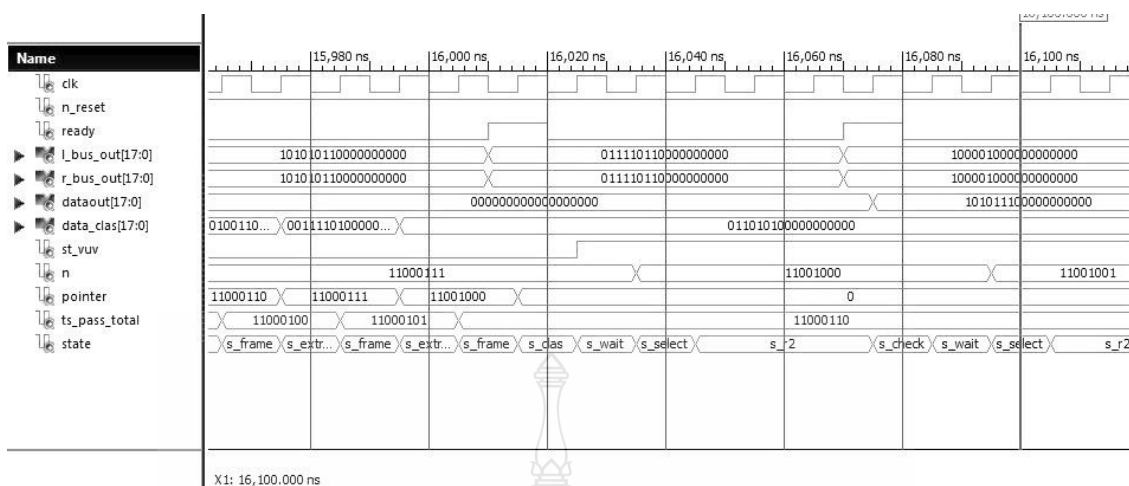 16,100.000 ns
Name
15,980 ns 16,000 ns 16,020 ns 16,040 ns 16,060 ns 16,080 ns 16,100 ns
clk
n_reset
ready
l_bus_out[17:0] 101010110000000000 011110110000000000 100001000000000000
r_bus_out[17:0] 101010110000000000 011110110000000000 100001000000000000
dataout[17:0] 000000000000000000 101011100000000000
data_clas[17:0] 0100110... 0011110100000... 011010100000000000
st_vuv
n 11000111 11001000 11001001
pointer 11000110 11000111 11001000 0
ts_pass_total 11000100 11000101 11000110
state s_frame s_extr... s_frame s_extr... s_frame s_clas s_wait s_select s_r2 s_check s_wait s_select s_r2
X1: 16,100.000 ns